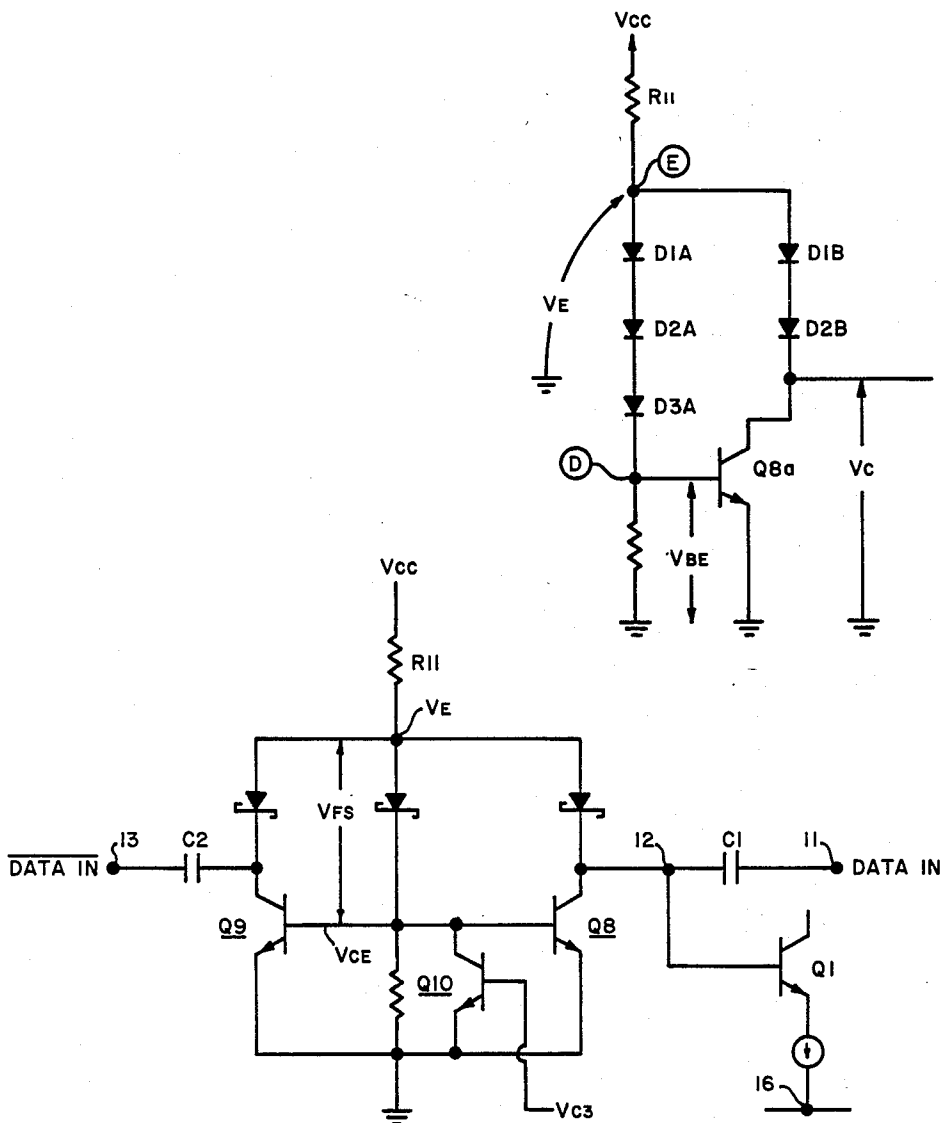 Vcc
R11
E
D1A
D1B
VE
D2A
D2B
D3A
D
Q8a
Vc
VBE
Vcc
R11
VE
VFS
13
C2
12
C1
11
DATA IN
DATA IN
Q9
Q8
VCE
Q10
Q1
16
VC3